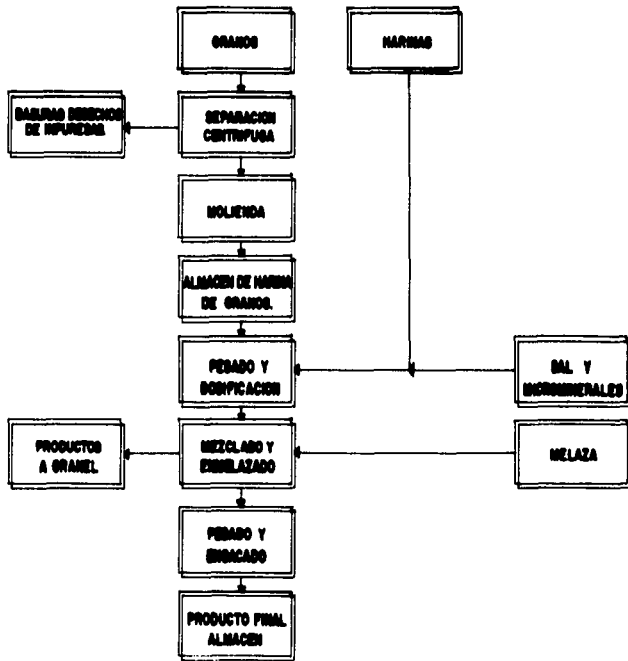 GRANOS
HARINAS
BASURAS DESECHOS
DE IMPUREZAS.
SEPARACION
CENTRIFUGA
MOLIENDA
ALMACEN DE HARINA
DE GRANOS.
PESADO Y
DOSIFICACION
SAL Y
MICROMINERALES
PRODUCTOS
A GRANEL
MEZCLADO Y
ENMELAZADO
MELAZA
PESADO Y
ENSACADO
PRODUCTO FINAL
ALMACEN